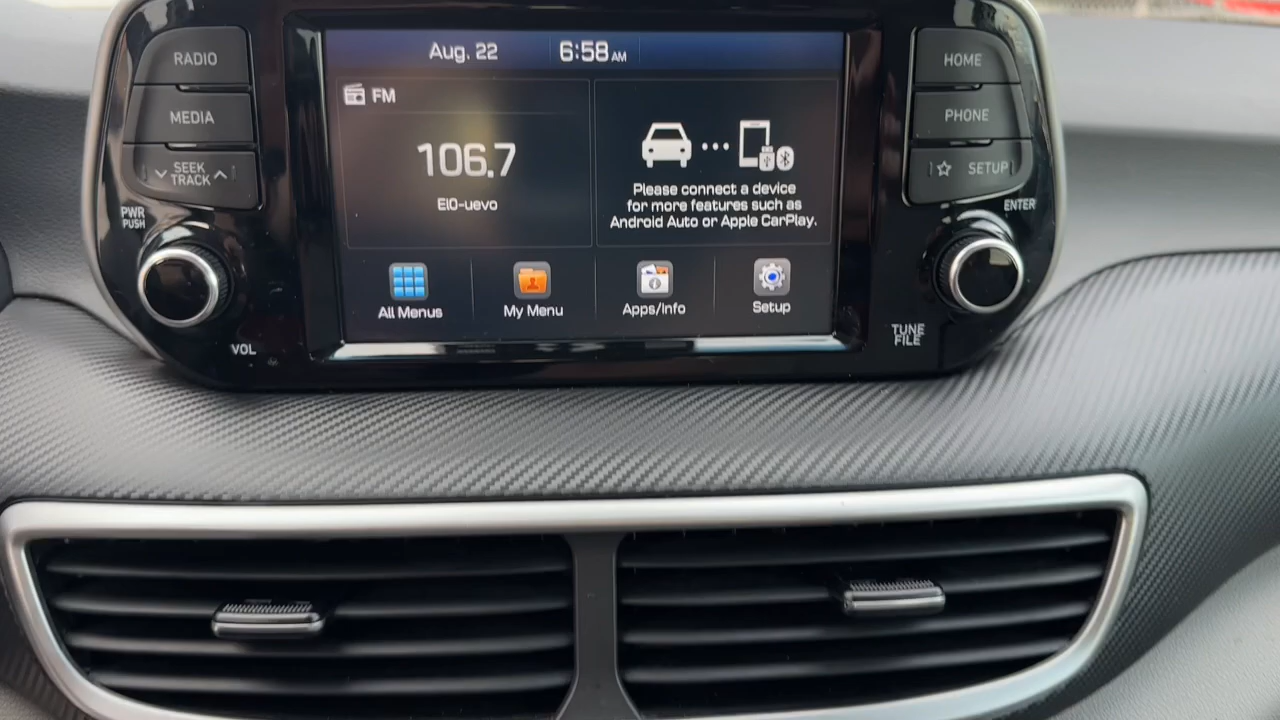 RADIO
MEDIA
SEEK
TRACK
PWR
PUSH
VOL
Aug. 22 6:58 AM
FM
106.7
El0-uevo
Please connect a device
for more features such as
Android Auto or Apple CarPlay.
All Menus My Menu Apps/Info Setup
HOME
PHONE
SETUP
ENTER
TUNE
FILE